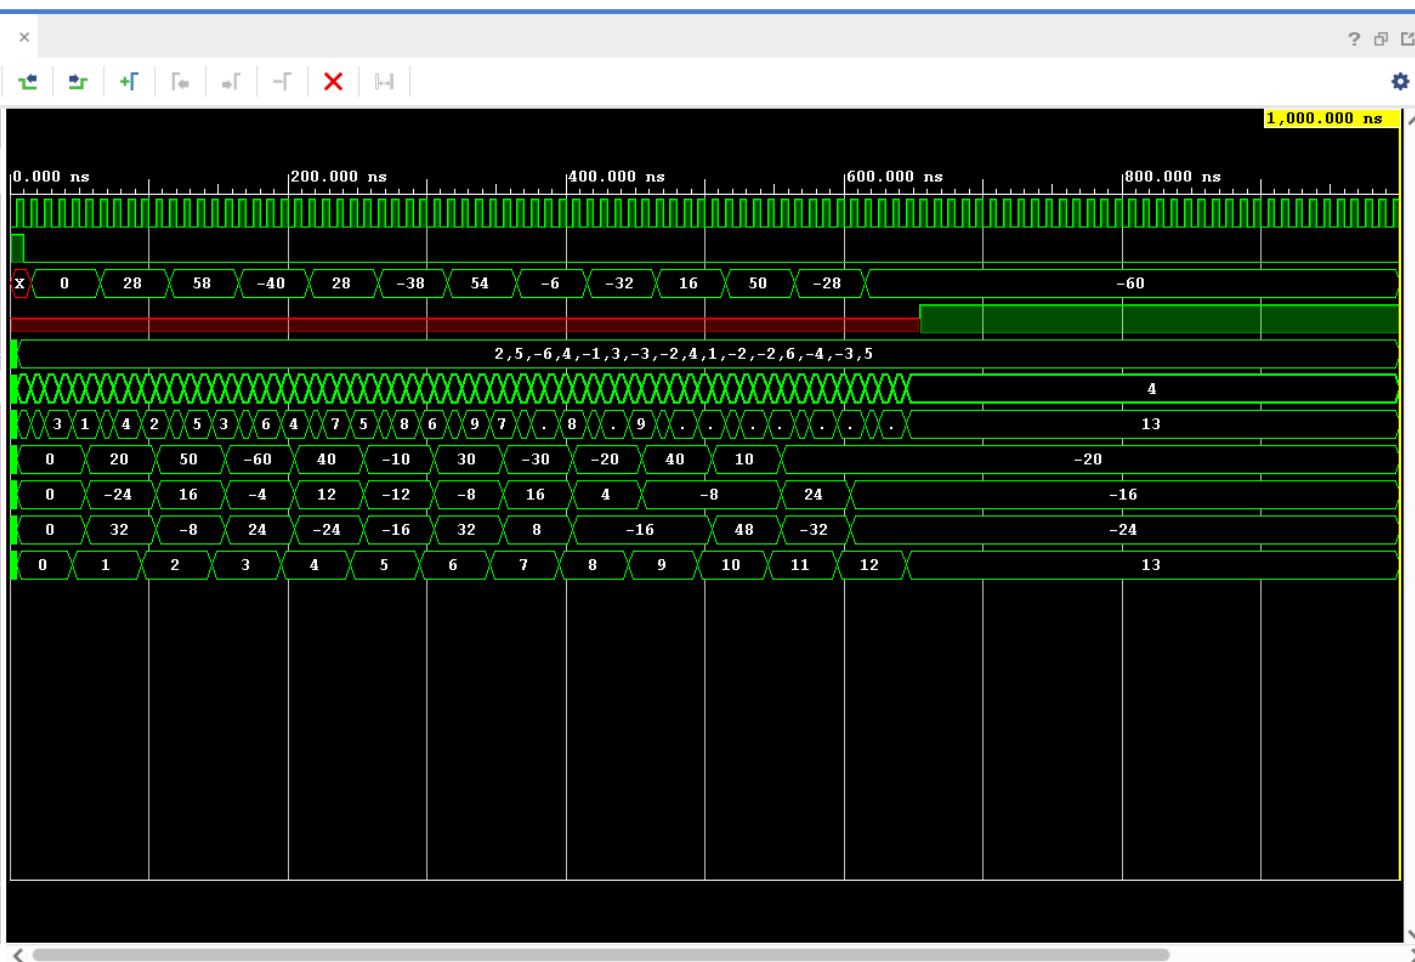 1,000.000 ns
0.000 ns 200.000 ns 400.000 ns 600.000 ns 800.000 ns
X 0 28 58 -40 28 -38 54 -6 -32 16 50 -28 -60
2,5,-6,4,-1,3,-3,-2,4,1,-2,-2,6,-4,-3,5
4
3 1 4 2 5 3 6 4 7 5 8 6 9 7 . 8 . 9 . . . . . . . 13
0 20 50 -60 40 -10 30 -30 -20 40 10 -20
0 -24 16 -4 12 -12 -8 16 4 -8 24 -16
0 32 -8 24 -24 -16 32 8 -16 48 -32 -24
0 1 2 3 4 5 6 7 8 9 10 11 12 13